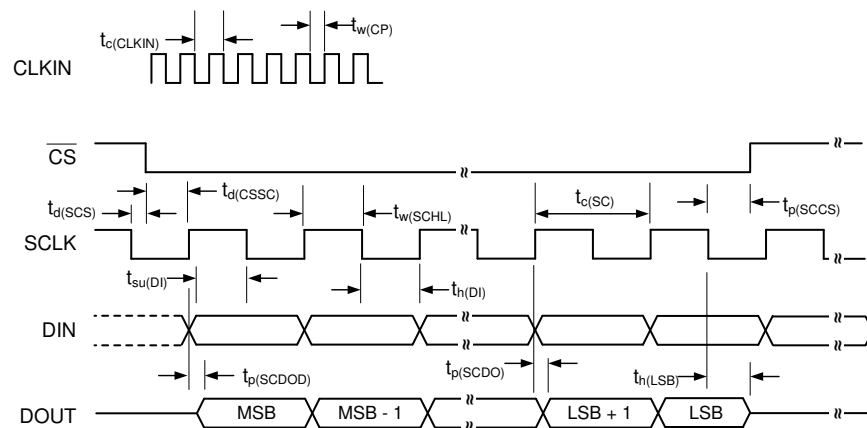 tc(CLKIN) tw(CP)
CLKIN
CS
td(SCS) td(CSSC) tw(SCHL) tc(SC) tp(SCCS)
SCLK
tsu(DI) th(DI)
DIN
tp(SCDOD) tp(SCDO) th(LSB)
DOUT MSB MSB - 1 LSB + 1 LSB